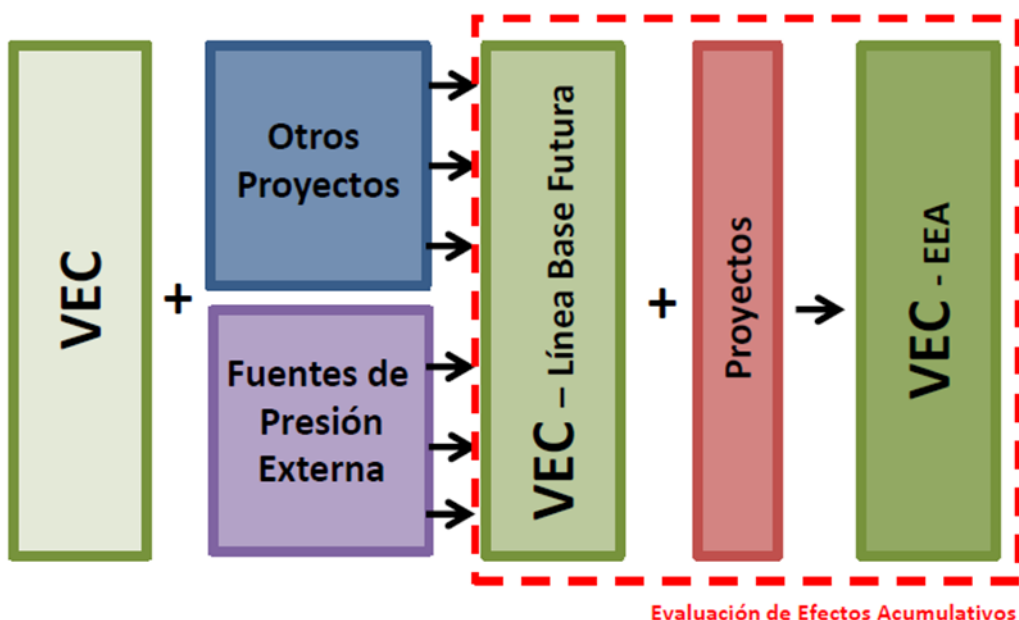 VEC
+
Otros
Proyectos
Fuentes de
Presión
Externa
VEC – Línea Base Futura
+
Proyectos
VEC - EEA
Evaluación de Efectos Acumulativos